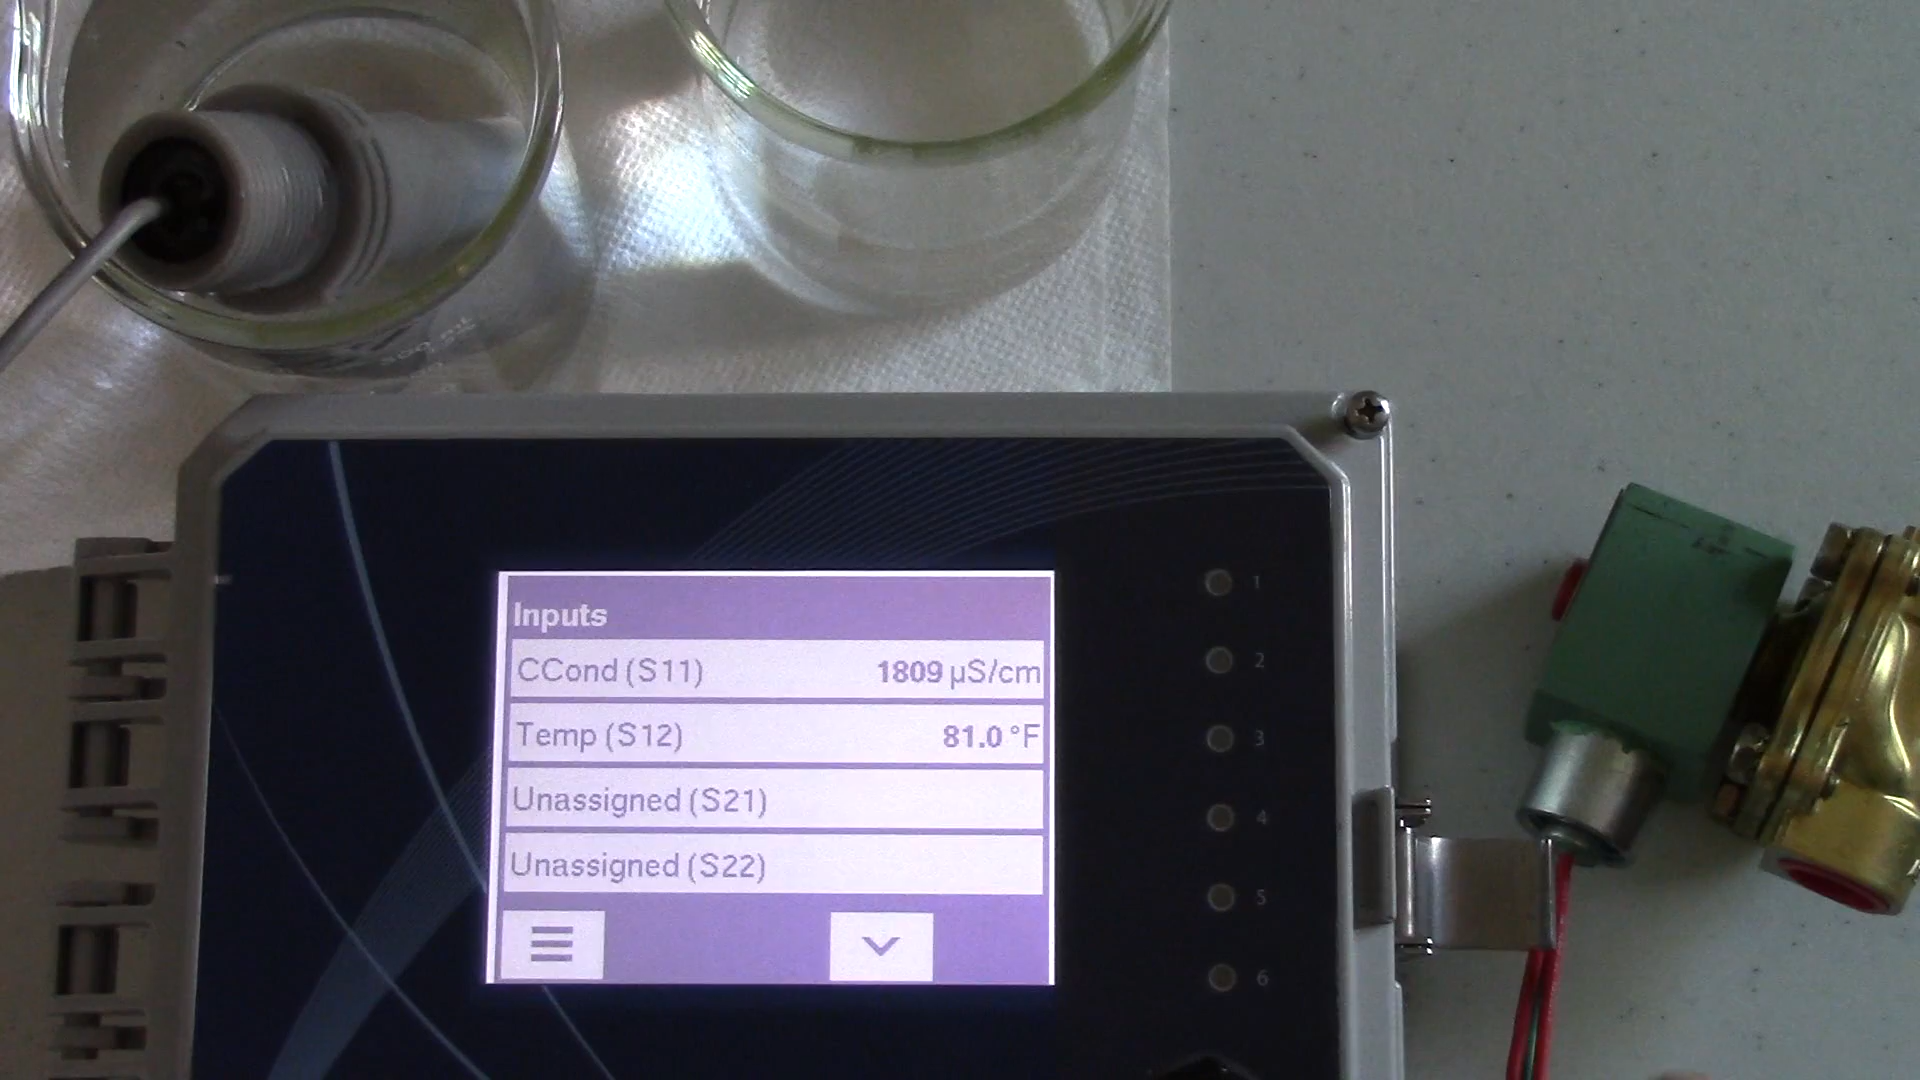 Inputs
CCond (S11) 1809 µS/cm
Temp (S12) 81.0 °F
Unassigned (S21)
Unassigned (S22)
1
2
3
4
5
6